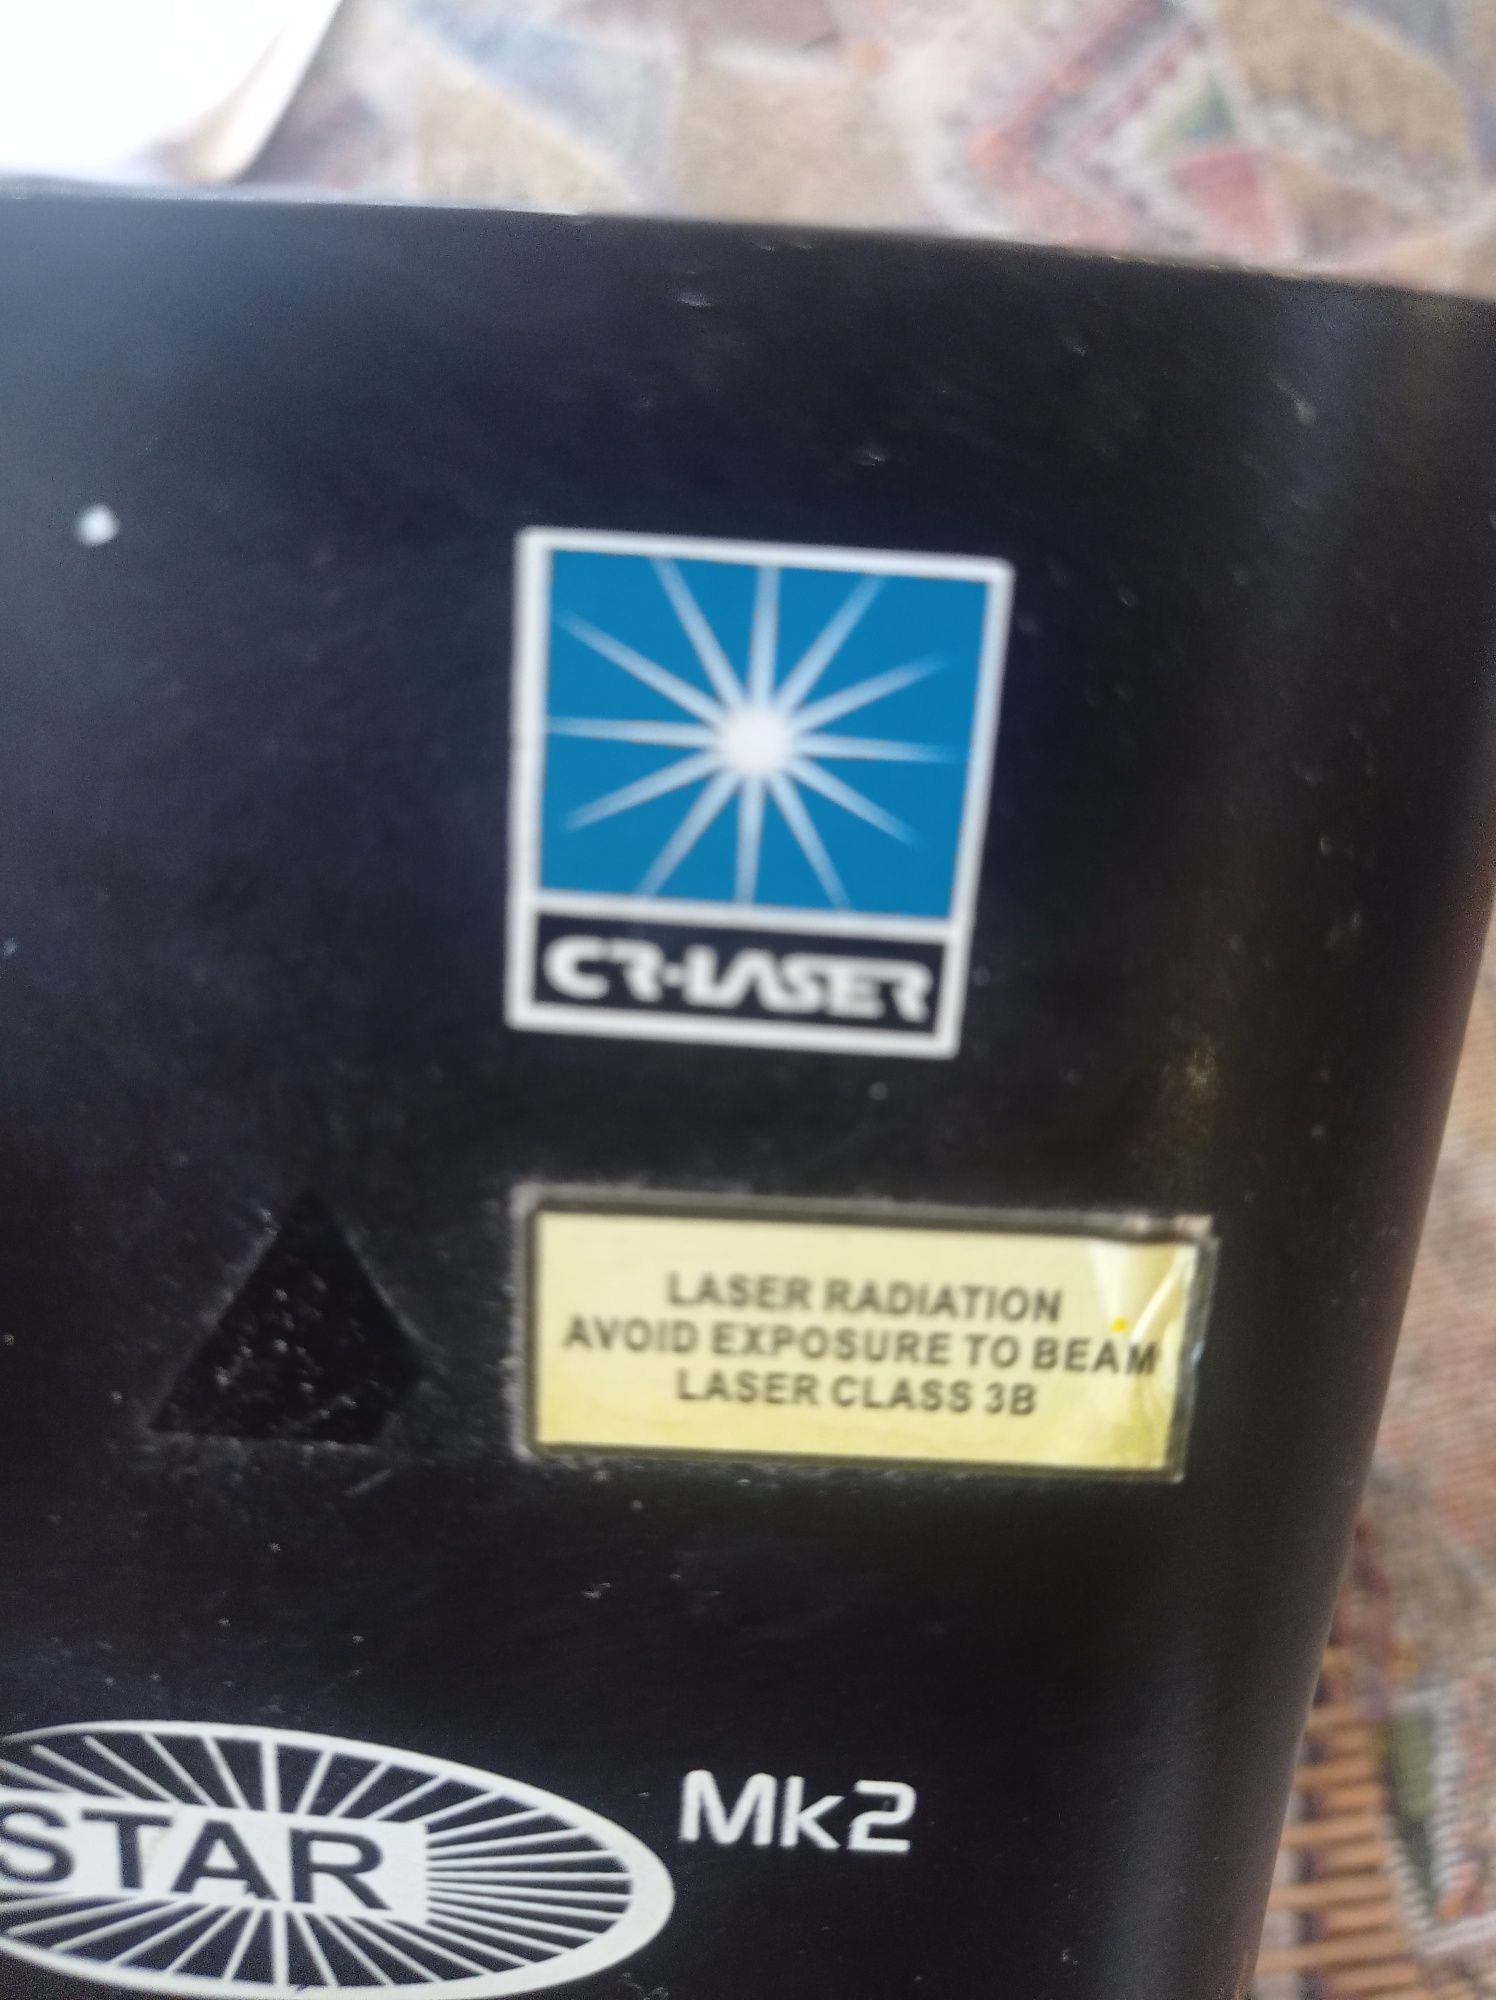 CR-LASER
LASER RADIATION
AVOID EXPOSURE TO BEAM
LASER CLASS 3B
STAR
Mk2